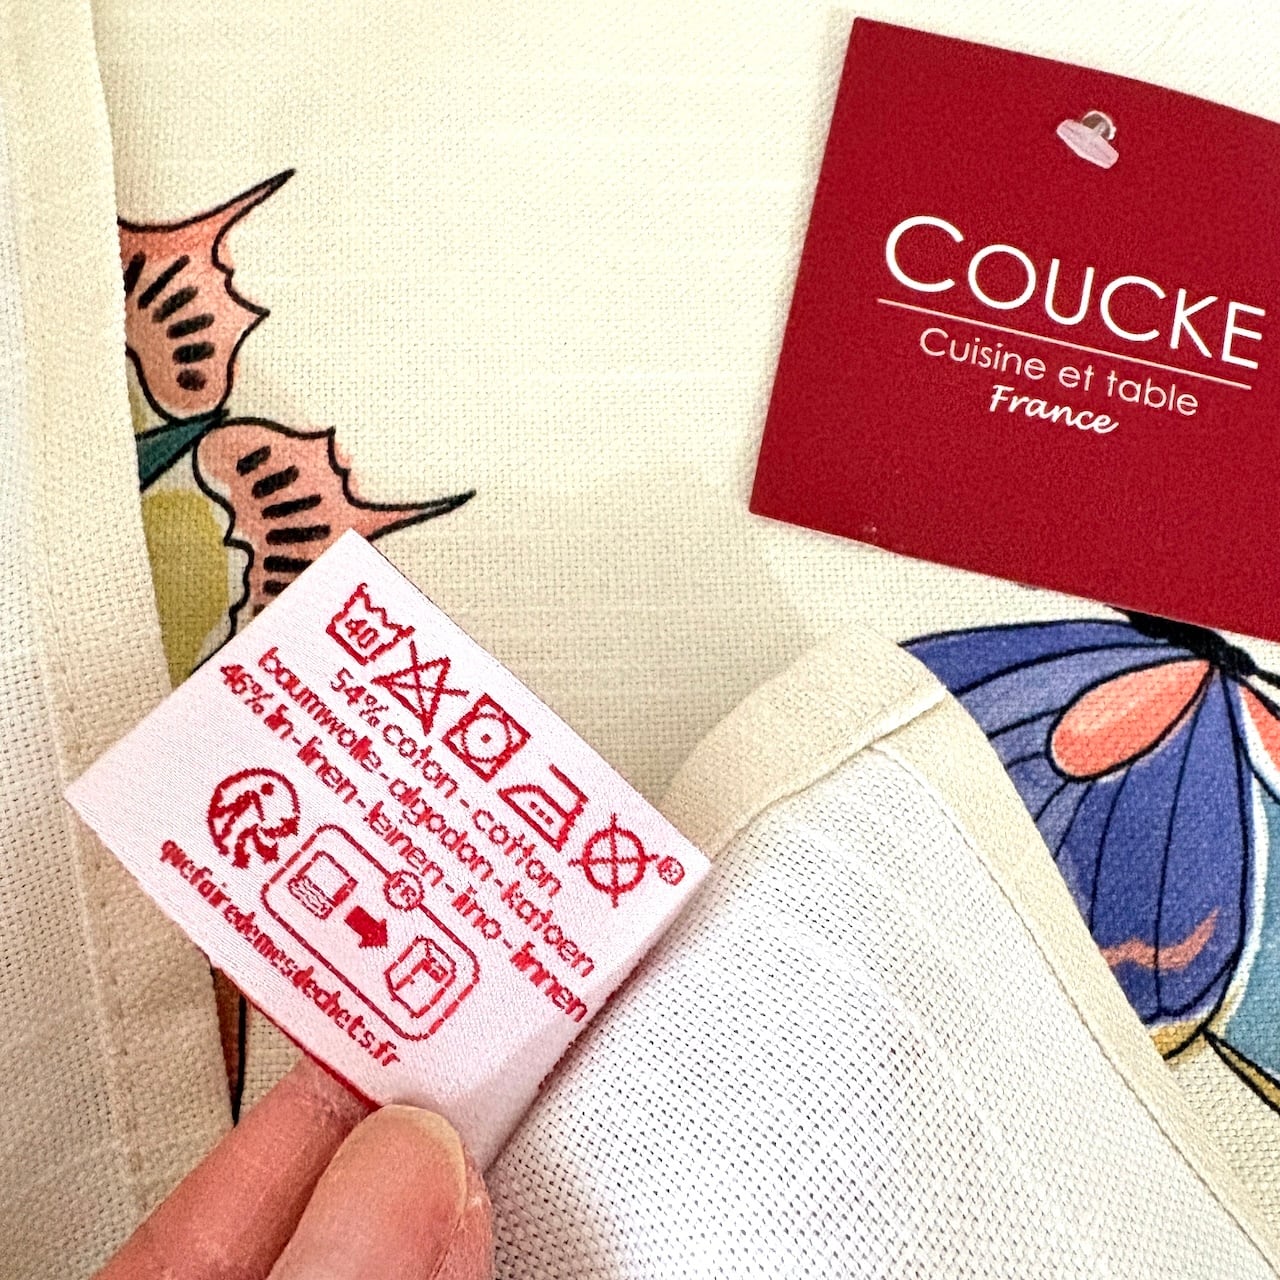 COUCKE
Cuisine et table
France
40
54% coton - cotton
baumwolle - algodon - katoen
46% lin - linen - leinen - lino - linnen
quefairedemesdechets.fr